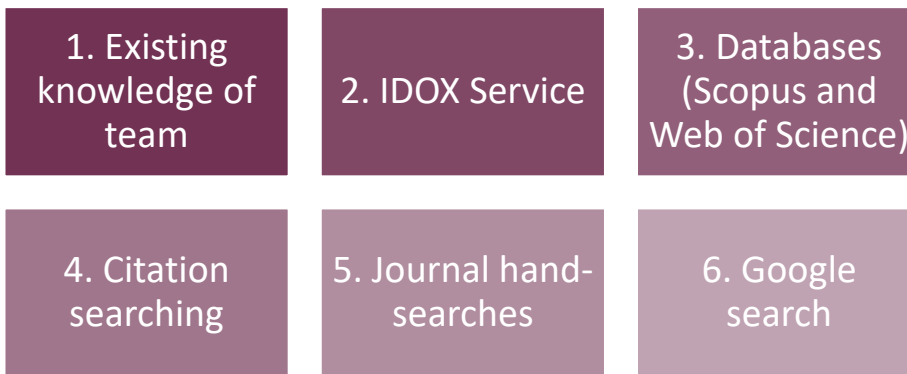 1. Existing
knowledge of
team
2. IDOX Service
3. Databases
(Scopus and
Web of Science)
4. Citation
searching
5. Journal hand-
searches
6. Google
search